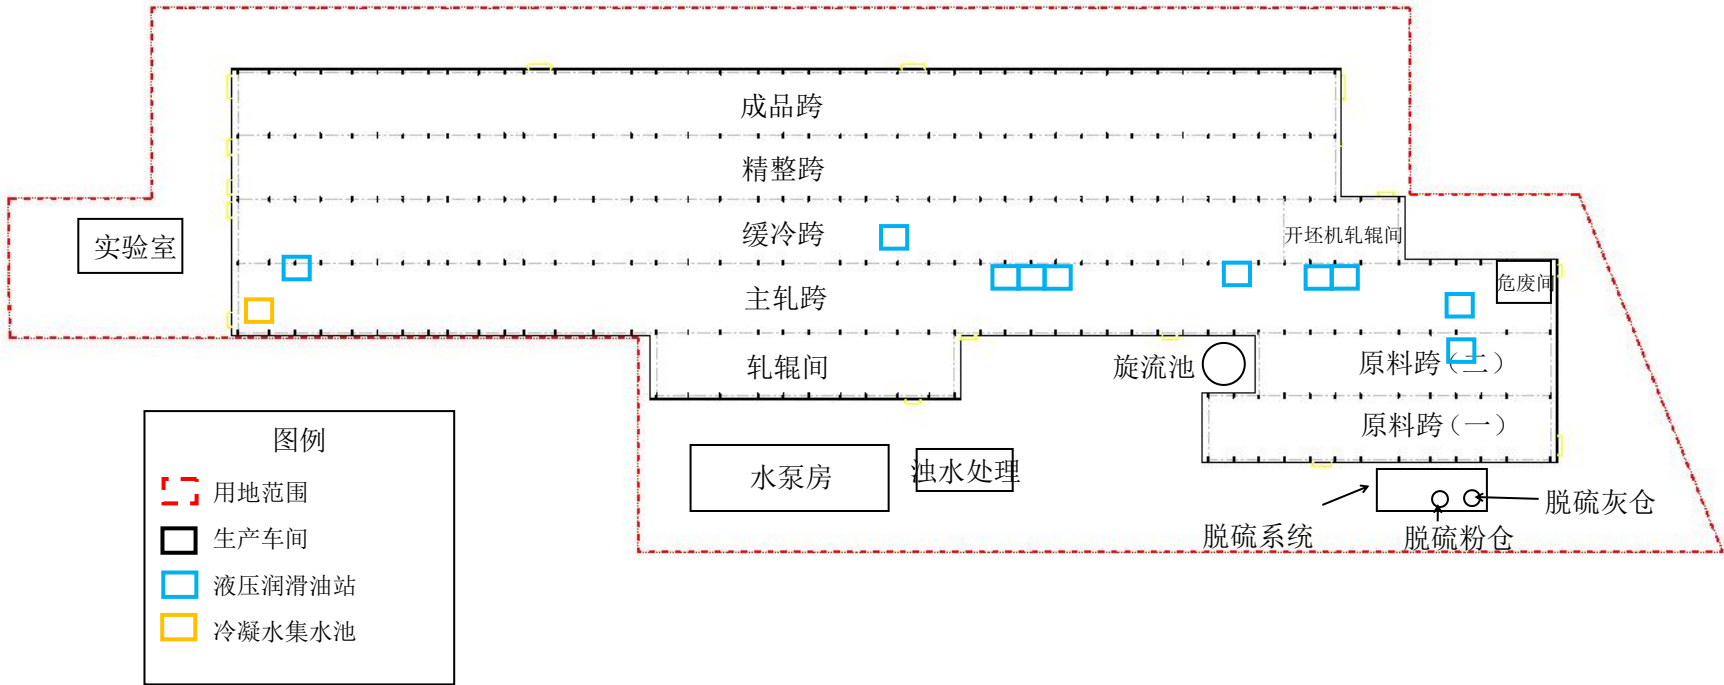 成品跨
精整跨
缓冷跨
开坯机轧辊间
实验室
主轧跨
危废间
轧辊间
旋流池
原料跨(二)
原料跨(一)
水泵房
浊水处理
脱硫系统
脱硫粉仓
脱硫灰仓
图例
用地范围
生产车间
液压润滑油站
冷凝水集水池